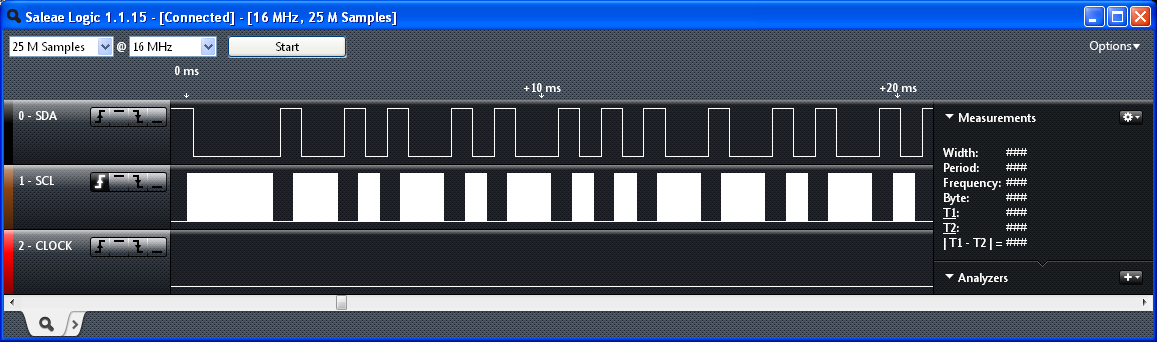 Saleae Logic 1.1.15 - [Connected] - [16 MHz, 25 M Samples]
25 M Samples @ 16 MHz Start Options
0 ms
+10 ms +20 ms
0 - SDA
1 - SCL
2 - CLOCK
Measurements
Width: ###
Period: ###
Frequency: ###
Byte: ###
T1: ###
T2: ###
| T1 - T2 | = ###
Analyzers